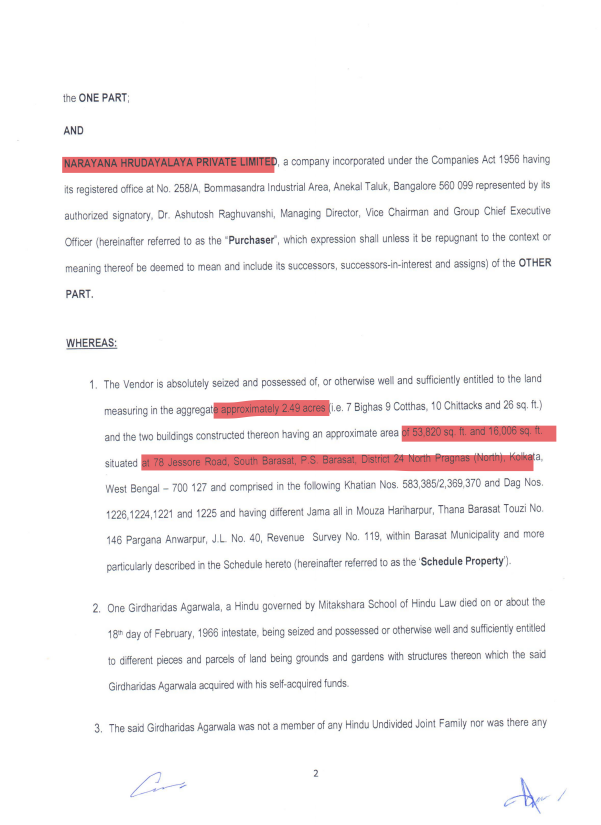 the ONE PART;
AND
NARAYANA HRUDAYALAYA PRIVATE LIMITED, a company incorporated under the Companies Act 1956 having
its registered office at No. 258/A, Bommasandra Industrial Area, Anekal Taluk, Bangalore 560 099 represented by its
authorized signatory, Dr. Ashutosh Raghuvanshi, Managing Director, Vice Chairman and Group Chief Executive
Officer (hereinafter referred to as the “Purchaser”, which expression shall unless it be repugnant to the context or
meaning thereof be deemed to mean and include its successors, successors-in-interest and assigns) of the OTHER
PART.
WHEREAS:
1. The Vendor is absolutely seized and possessed of, or otherwise well and sufficiently entitled to the land
measuring in the aggregate approximately 2.49 acres (i.e. 7 Bighas 9 Cotthas, 10 Chittacks and 26 sq. ft.)
and the two buildings constructed thereon having an approximate area of 53,820 sq. ft. and 16,006 sq. ft.
situated at 78 Jessore Road, South Barasat, P.S. Barasat, District 24 North Pragnas (North), Kolkata,
West Bengal – 700 127 and comprised in the following Khatian Nos. 583,385/2,369,370 and Dag Nos.
1226,1224,1221 and 1225 and having different Jama all in Mouza Hariharpur, Thana Barasat Touzi No.
146 Pargana Anwarpur, J.L. No. 40, Revenue Survey No. 119, within Barasat Municipality and more
particularly described in the Schedule hereto (hereinafter referred to as the ‘Schedule Property’).
2. One Girdharidas Agarwala, a Hindu governed by Mitakshara School of Hindu Law died on or about the
18th day of February, 1966 intestate, being seized and possessed or otherwise well and sufficiently entitled
to different pieces and parcels of land being grounds and gardens with structures thereon which the said
Girdharidas Agarwala acquired with his self-acquired funds.
3. The said Girdharidas Agarwala was not a member of any Hindu Undivided Joint Family nor was there any
2